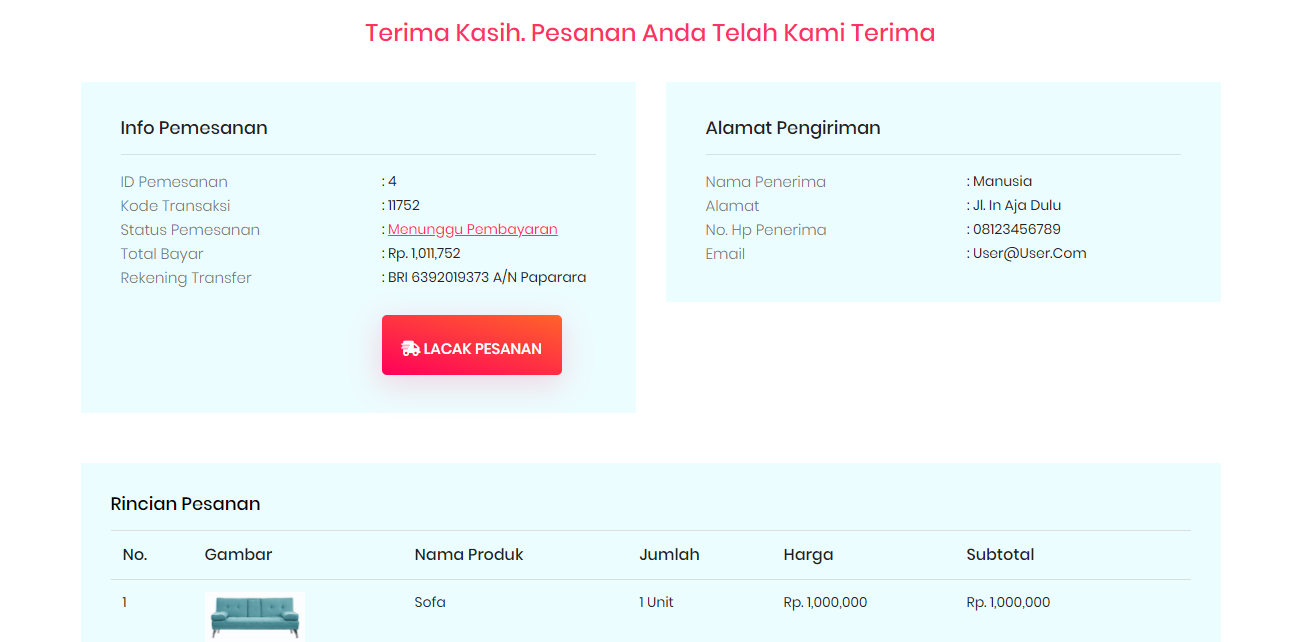 Terima Kasih. Pesanan Anda Telah Kami Terima
Info Pemesanan
ID Pemesanan : 4
Kode Transaksi : 11752
Status Pemesanan : Menunggu Pembayaran
Total Bayar : Rp. 1,011,752
Rekening Transfer : BRI 6392019373 A/N Paparara
LACAK PESANAN
Alamat Pengiriman
Nama Penerima : Manusia
Alamat : Jl. In Aja Dulu
No. Hp Penerima : 08123456789
Email : User@User.Com
Rincian Pesanan
No. Gambar Nama Produk Jumlah Harga Subtotal
1 Sofa 1 Unit Rp. 1,000,000 Rp. 1,000,000